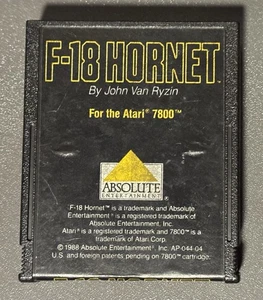 F-18 HORNET™
By John Van Ryzin
For the Atari® 7800™
ABSOLUTE
ENTERTAINMENT
F-18 Hornet™ is a trademark and Absolute
Entertainment® is a registered trademark of
Absolute Entertainment, Inc.
Atari® is a registered trademark and 7800™ is a
trademark of Atari Corp.
© 1988 Absolute Entertainment, Inc. AP-044-04
U.S. and foreign patents pending on 7800™ cartridge.